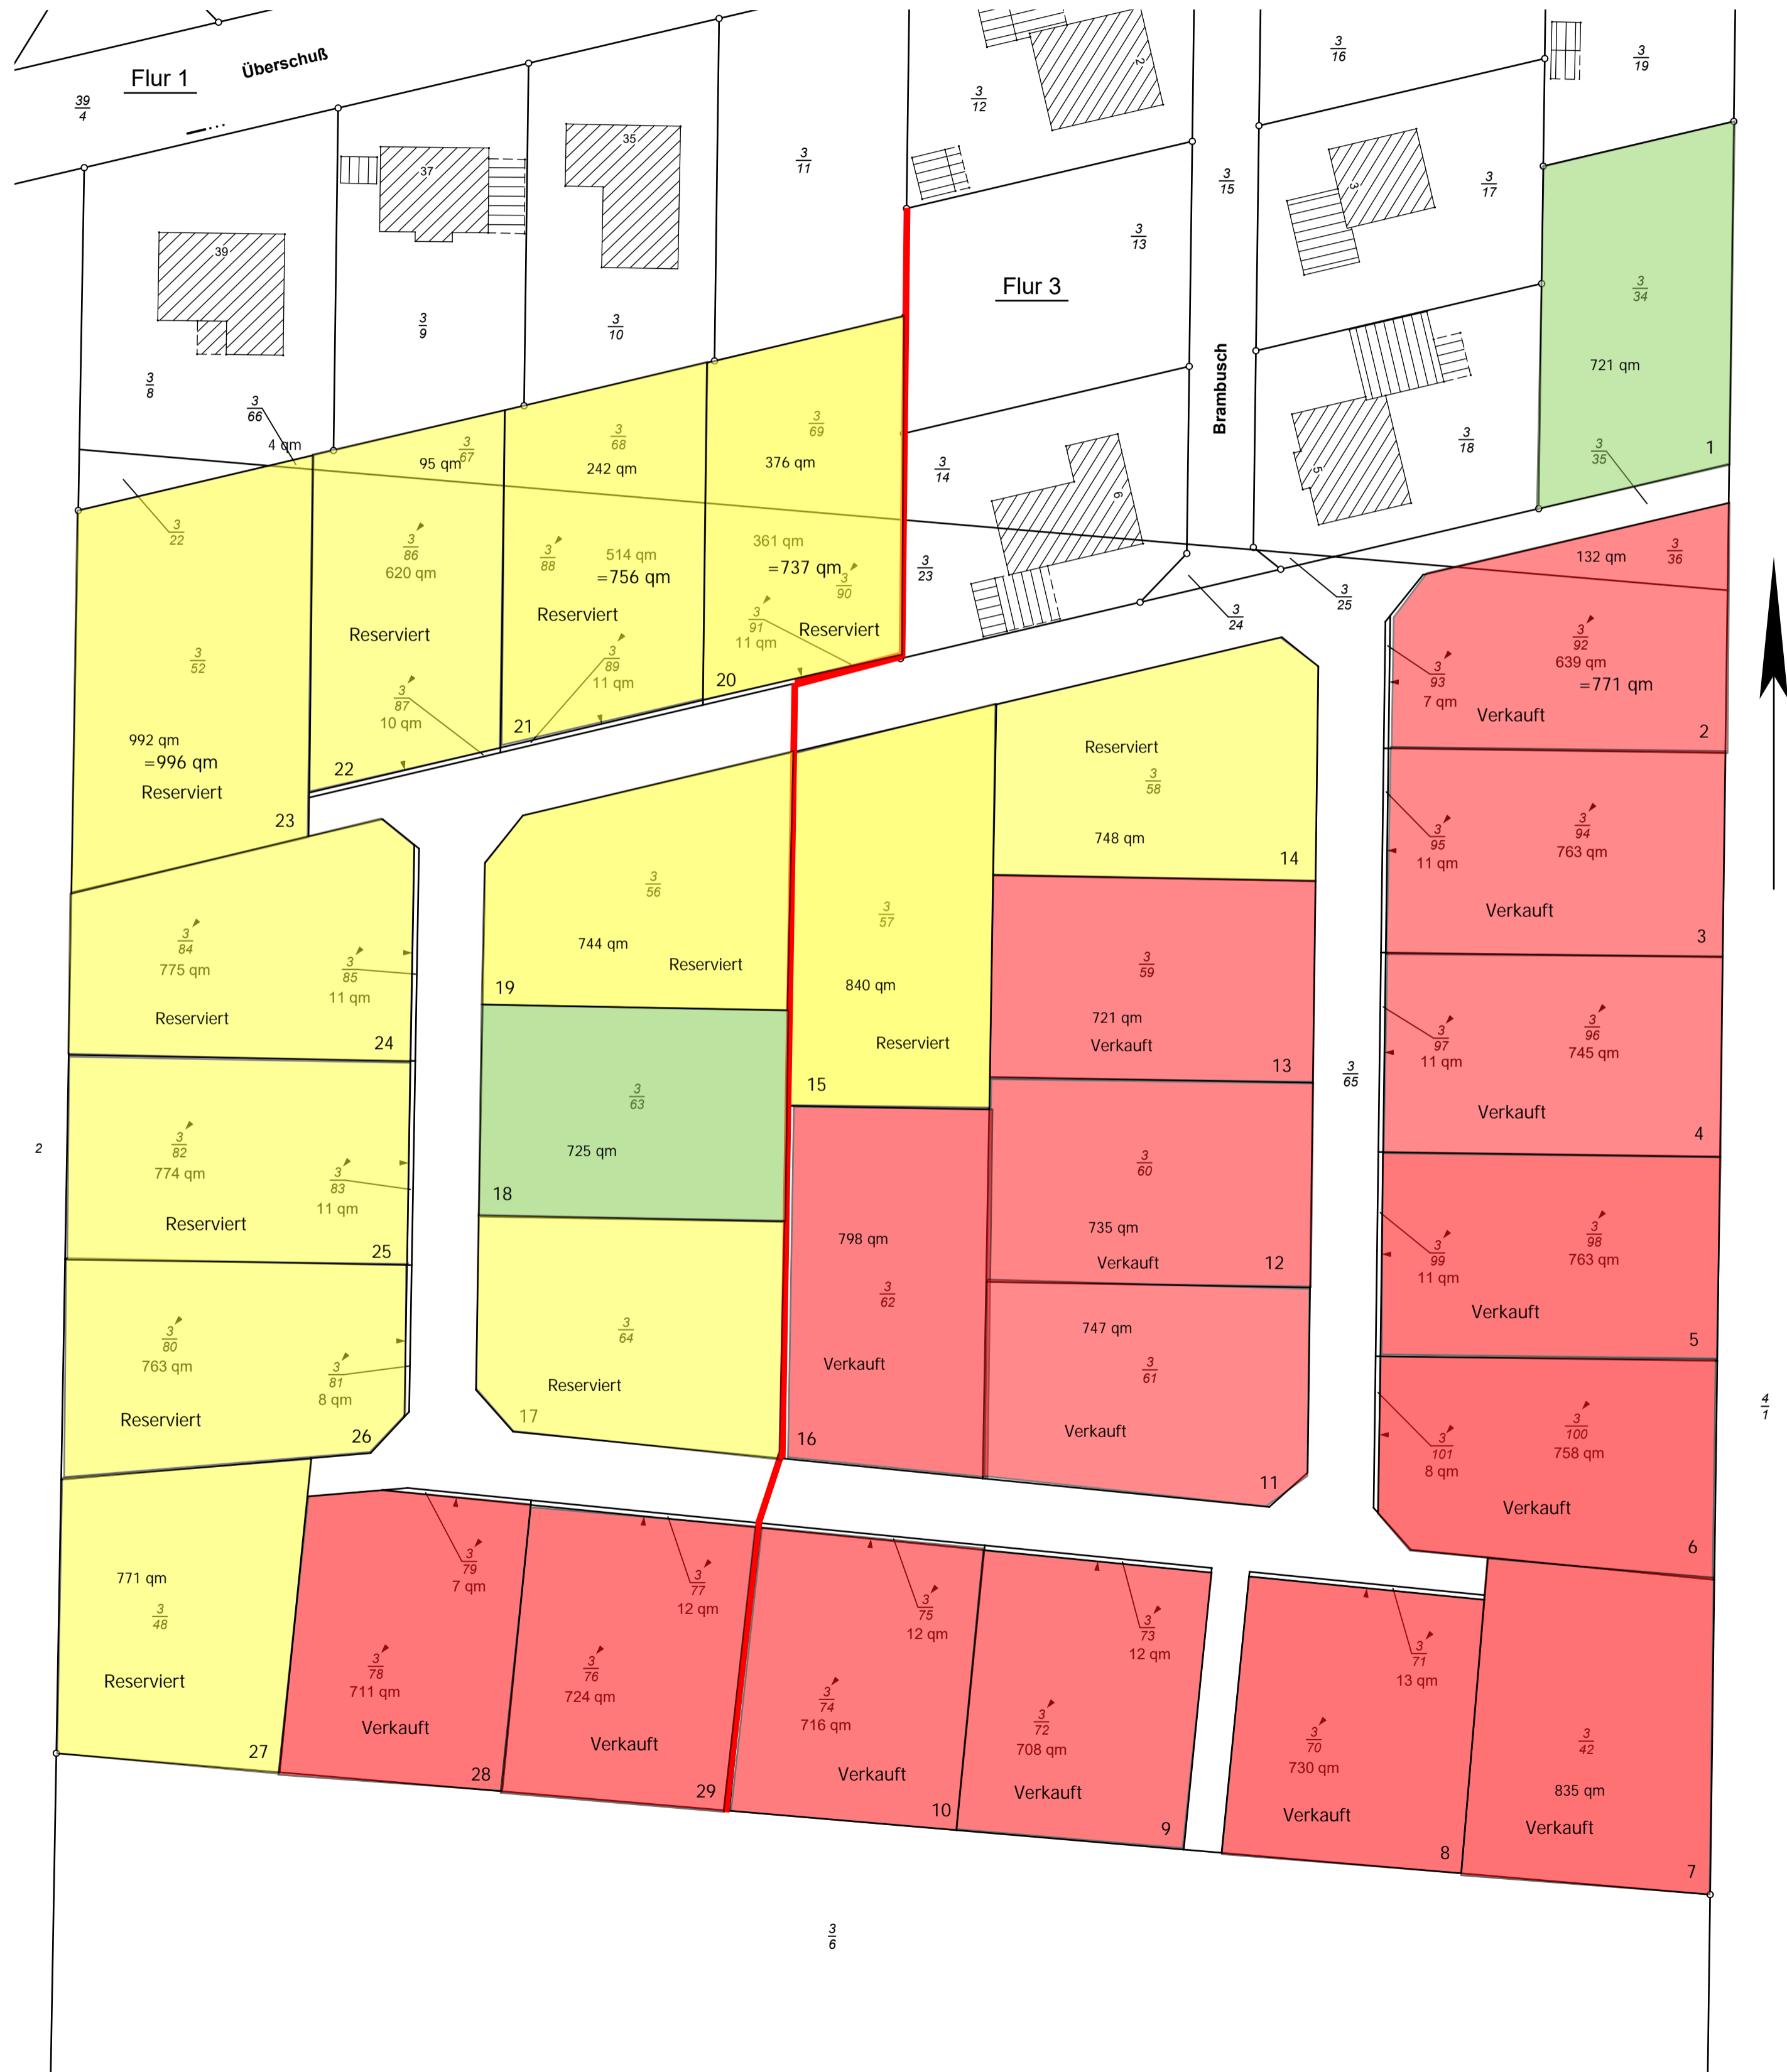 Flur 1
Überschuß
39
4
3
8
3
66
4 qm
39
37
3
9
35
3
10
3
11
3
12
2
3
13
Flur 3
3
14
6
3
23
3
15
Brambusch
3
16
3
3
17
5
3
18
3
19
3
34
721 qm
3
35
1
3
24
3
25
3
22
3
52
992 qm
=996 qm
Reserviert
23
3
67
95 qm
3
86
620 qm
Reserviert
3
87
10 qm
22
3
68
242 qm
3
88
514 qm
=756 qm
Reserviert
3
89
11 qm
21
3
69
376 qm
361 qm
=737 qm
3
90
3
91
11 qm
Reserviert
20
132 qm
3
36
3
92
639 qm
=771 qm
3
93
7 qm
Verkauft
2
3
94
763 qm
3
95
11 qm
Verkauft
3
3
96
745 qm
3
97
11 qm
Verkauft
4
3
98
763 qm
3
99
11 qm
Verkauft
5
3
100
758 qm
3
101
8 qm
Verkauft
6
3
65
4
1
2
Reserviert
3
58
748 qm
14
3
59
721 qm
Verkauft
13
3
60
735 qm
Verkauft
12
747 qm
3
61
Verkauft
11
3
57
840 qm
Reserviert
15
798 qm
3
62
Verkauft
16
3
56
744 qm
Reserviert
19
3
63
725 qm
18
3
64
Reserviert
17
3
84
775 qm
3
85
11 qm
Reserviert
24
3
82
774 qm
3
83
11 qm
Reserviert
25
3
80
763 qm
3
81
8 qm
Reserviert
26
771 qm
3
48
Reserviert
27
3
79
7 qm
3
78
711 qm
Verkauft
28
3
77
12 qm
3
76
724 qm
Verkauft
29
3
75
12 qm
3
74
716 qm
Verkauft
10
3
73
12 qm
3
72
708 qm
Verkauft
9
3
71
13 qm
3
70
730 qm
Verkauft
8
3
42
835 qm
Verkauft
7
3
6